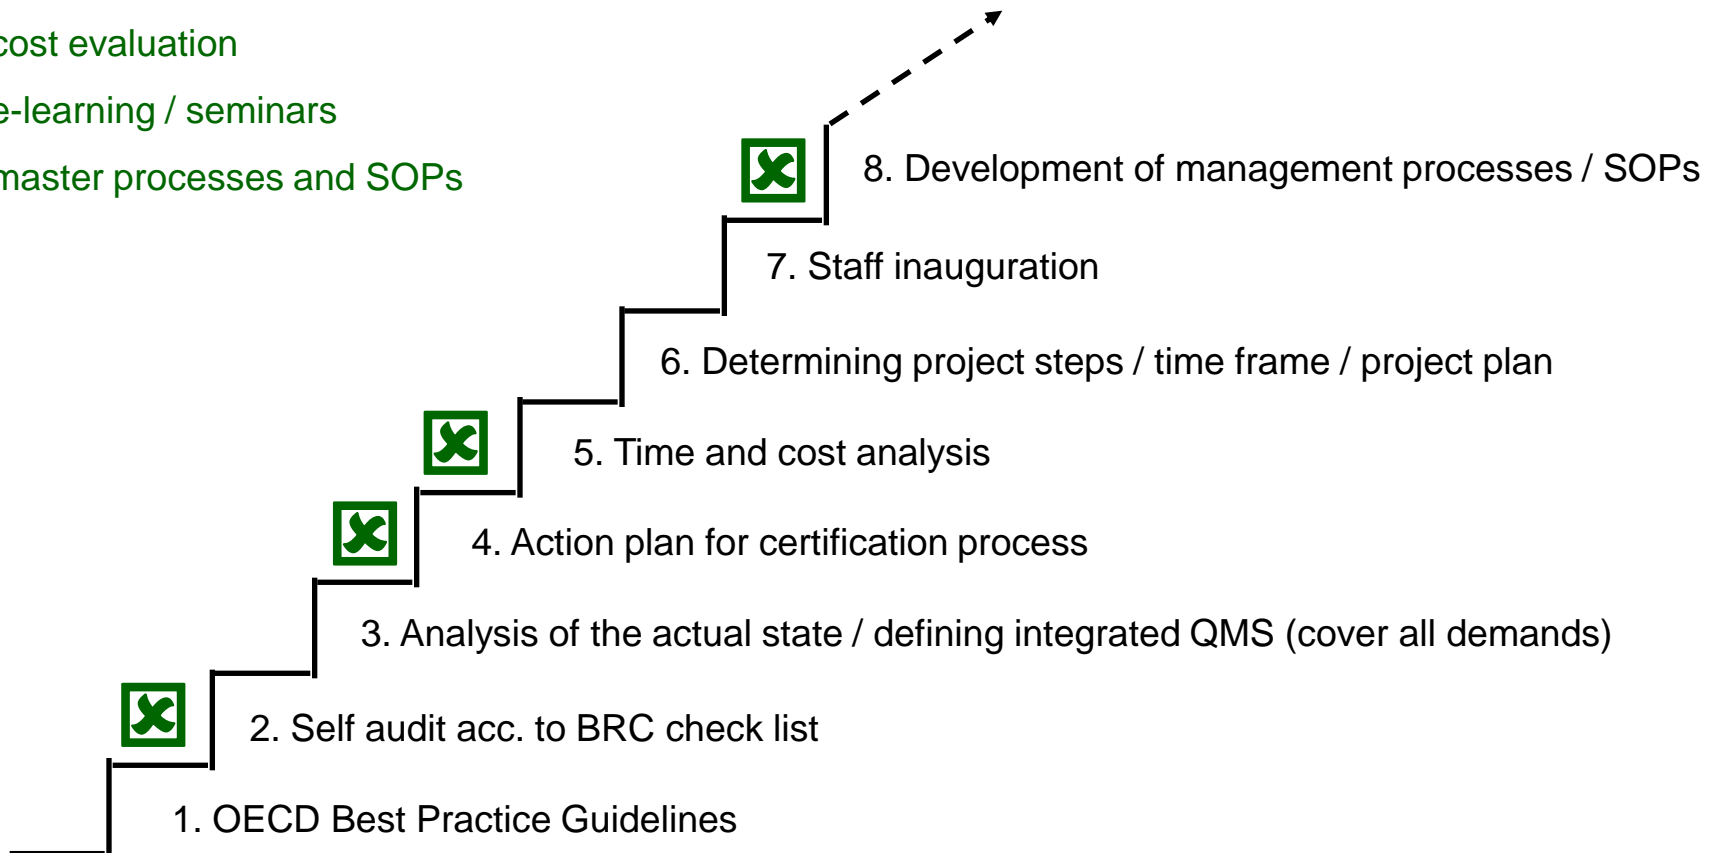 cost evaluation
e-learning / seminars
master processes and SOPs
8. Development of management processes / SOPs
7. Staff inauguration
6. Determining project steps / time frame / project plan
5. Time and cost analysis
4. Action plan for certification process
3. Analysis of the actual state / defining integrated QMS (cover all demands)
2. Self audit acc. to BRC check list
1. OECD Best Practice Guidelines